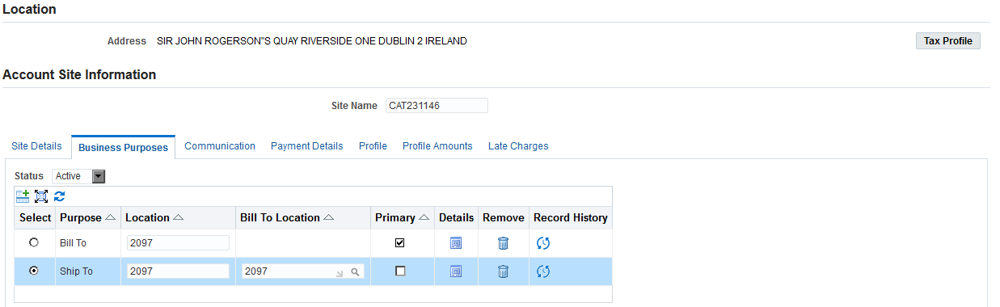 Location
Address SIR JOHN ROGERSON"S QUAY RIVERSIDE ONE DUBLIN 2 IRELAND Tax Profile
Account Site Information
Site Name CAT231146
Site Details Business Purposes Communication Payment Details Profile Profile Amounts Late Charges
Status Active
Select Purpose Location Bill To Location Primary Details Remove Record History
Bill To 2097
Ship To 2097 2097